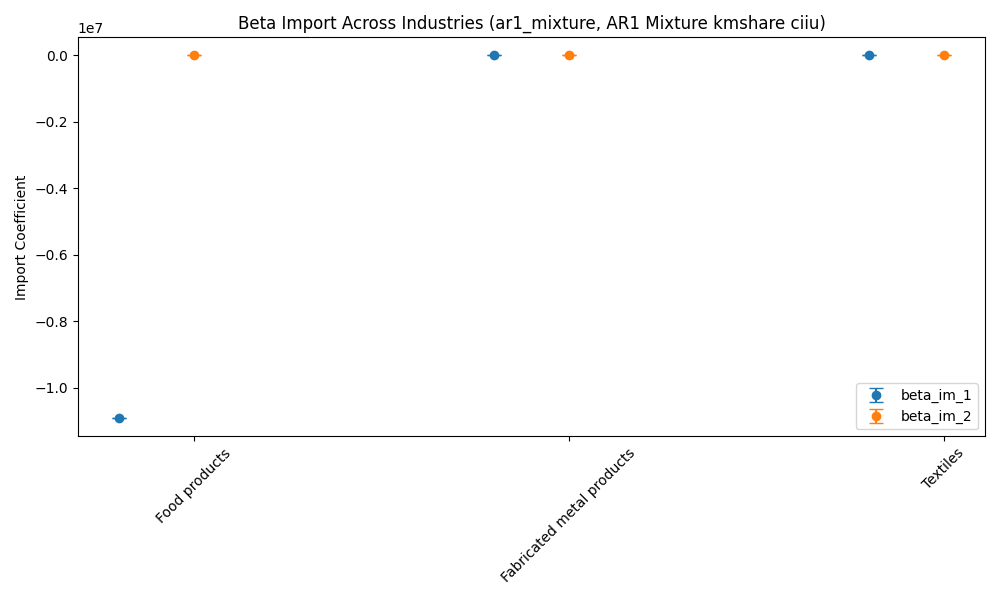 Beta Import Across Industries (ar1_mixture, AR1 Mixture kmshare ciiu)
1e7
0.0
−0.2
−0.4
−0.6
−0.8
−1.0
Import Coefficient
beta_im_1
beta_im_2
Food products
Fabricated metal products
Textiles